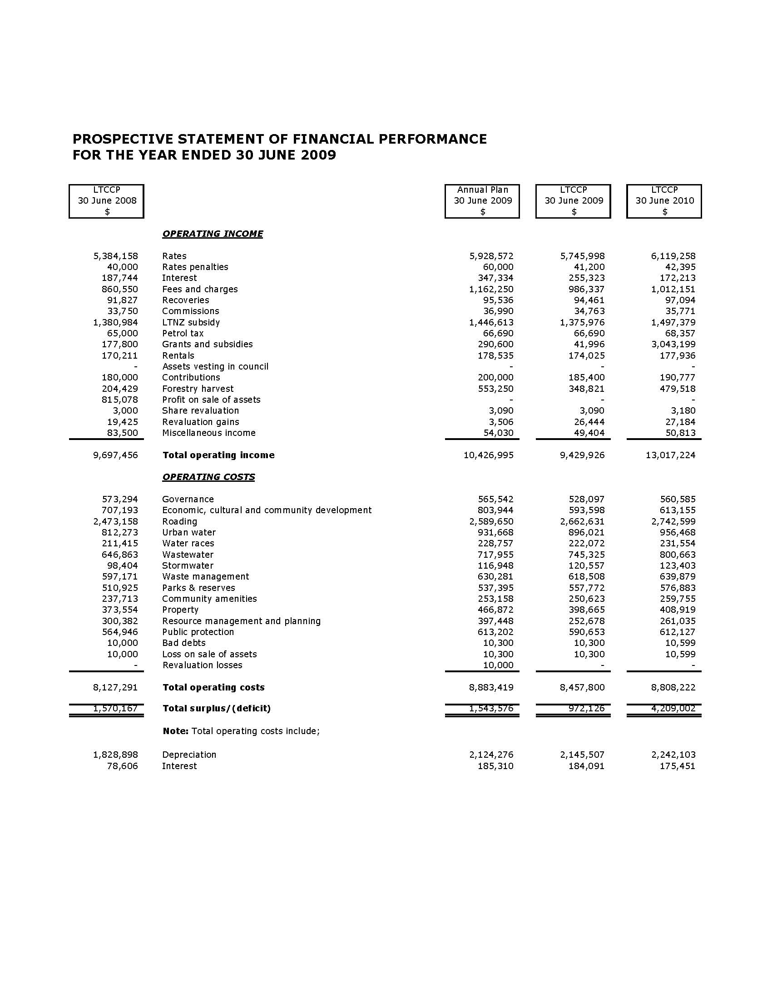 PROSPECTIVE STATEMENT OF FINANCIAL PERFORMANCE
FOR THE YEAR ENDED 30 JUNE 2009
LTCCP Annual Plan LTCCP LTCCP
30 June 2008 30 June 2009 30 June 2009 30 June 2010
$ $ $ $
OPERATING INCOME
5,384,158 Rates 5,928,572 5,745,998 6,119,258
40,000 Rates penalties 60,000 41,200 42,395
187,744 Interest 347,334 255,323 172,213
860,550 Fees and charges 1,162,250 986,337 1,012,151
91,827 Recoveries 95,536 94,461 97,094
33,750 Commissions 36,990 34,763 35,771
1,380,984 LTNZ subsidy 1,446,613 1,375,976 1,497,379
65,000 Petrol tax 66,690 66,690 68,357
177,800 Grants and subsidies 290,600 41,996 3,043,199
170,211 Rentals 178,535 174,025 177,936
- Assets vesting in council - - -
180,000 Contributions 200,000 185,400 190,777
204,429 Forestry harvest 553,250 348,821 479,518
815,078 Profit on sale of assets - - -
3,000 Share revaluation 3,090 3,090 3,180
19,425 Revaluation gains 3,506 26,444 27,184
83,500 Miscellaneous income 54,030 49,404 50,813
9,697,456 Total operating income 10,426,995 9,429,926 13,017,224
OPERATING COSTS
573,294 Governance 565,542 528,097 560,585
707,193 Economic, cultural and community development 803,944 593,598 613,155
2,473,158 Roading 2,589,650 2,662,631 2,742,599
812,273 Urban water 931,668 896,021 956,468
211,415 Water races 228,757 222,072 231,554
646,863 Wastewater 717,955 745,325 800,663
98,404 Stormwater 116,948 120,557 123,403
597,171 Waste management 630,281 618,508 639,879
510,925 Parks & reserves 537,395 557,772 576,883
237,713 Community amenities 253,158 250,623 259,755
373,554 Property 466,872 398,665 408,919
300,382 Resource management and planning 397,448 252,678 261,035
564,946 Public protection 613,202 590,653 612,127
10,000 Bad debts 10,300 10,300 10,599
10,000 Loss on sale of assets 10,300 10,300 10,599
- Revaluation losses 10,000 - -
8,127,291 Total operating costs 8,883,419 8,457,800 8,808,222
1,570,167 Total surplus/(deficit) 1,543,576 972,126 4,209,002
Note: Total operating costs include;
1,828,898 Depreciation 2,124,276 2,145,507 2,242,103
78,606 Interest 185,310 184,091 175,451